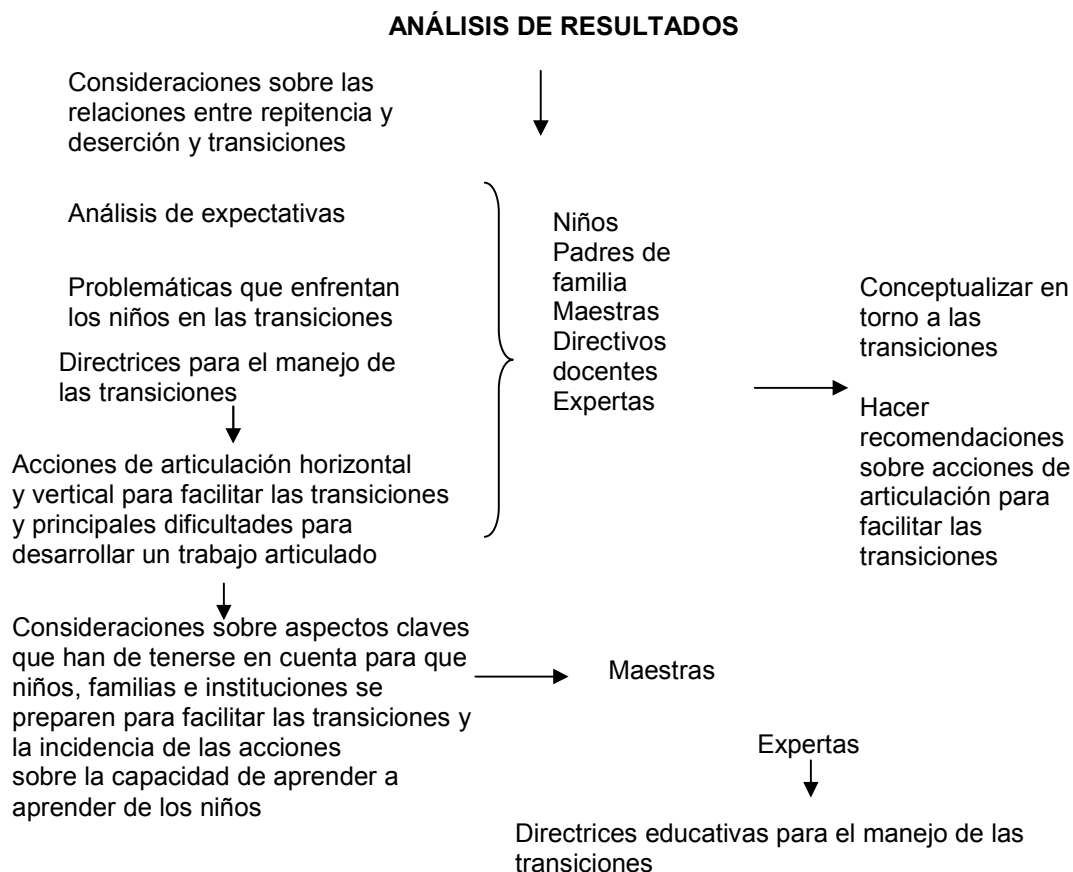 ANÁLISIS DE RESULTADOS
Consideraciones sobre las
relaciones entre repitencia y
deserción y transiciones
Análisis de expectativas
Problemáticas que enfrentan
los niños en las transiciones
Directrices para el manejo de
las transiciones
Acciones de articulación horizontal
y vertical para facilitar las transiciones
y principales dificultades para
desarrollar un trabajo articulado
Consideraciones sobre aspectos claves
que han de tenerse en cuenta para que
niños, familias e instituciones se
preparen para facilitar las transiciones y
la incidencia de las acciones
sobre la capacidad de aprender a
aprender de los niños
Niños
Padres de
familia
Maestras
Directivos
docentes
Expertas
Conceptualizar en
torno a las
transiciones
Hacer
recomendaciones
sobre acciones de
articulación para
facilitar las
transiciones
Maestras
Expertas
Directrices educativas para el manejo de las
transiciones